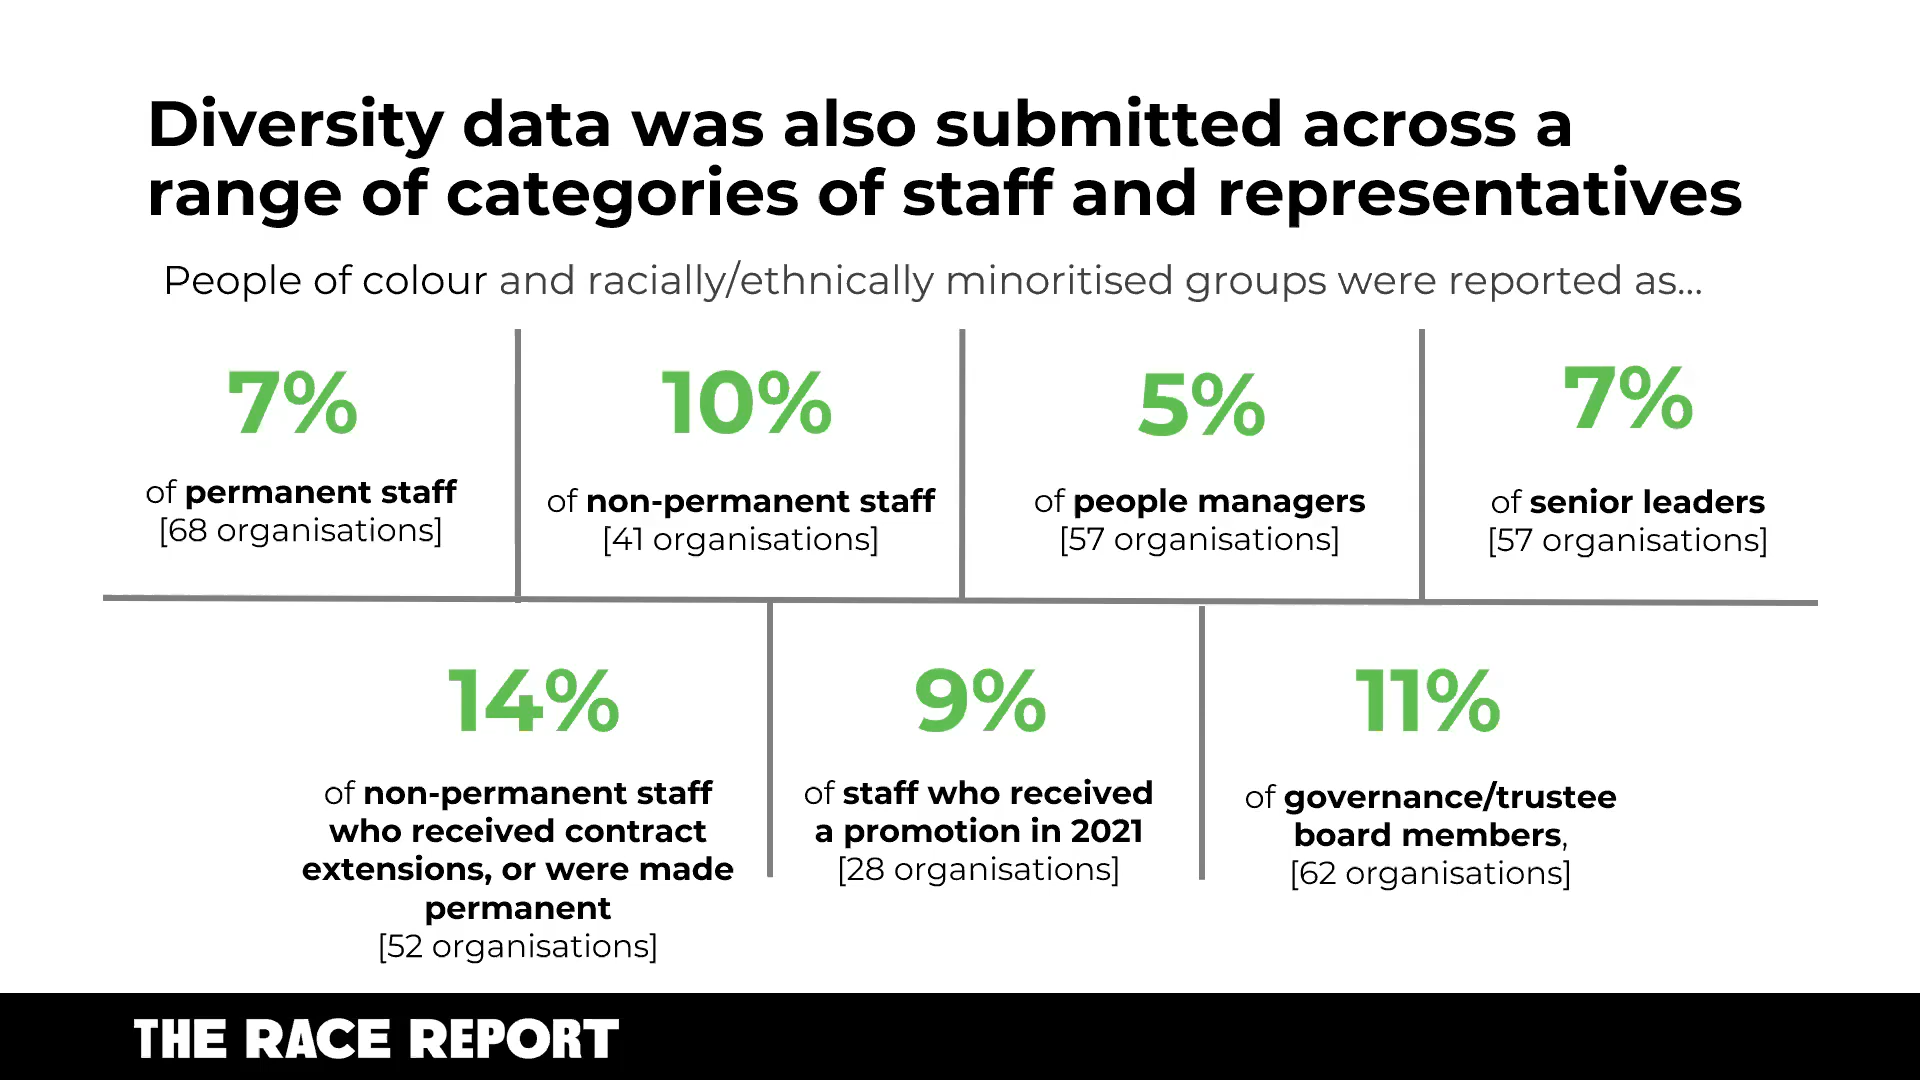 Diversity data was also submitted across a
range of categories of staff and representatives
People of colour and racially/ethnically minoritised groups were reported as...
7%
of permanent staff
[68 organisations]
10%
of non-permanent staff
[41 organisations]
5%
of people managers
[57 organisations]
7%
of senior leaders
[57 organisations]
14%
of non-permanent staff
who received contract
extensions, or were made
permanent
[52 organisations]
9%
of staff who received
a promotion in 2021
[28 organisations]
11%
of governance/trustee
board members,
[62 organisations]
THE RACE REPORT